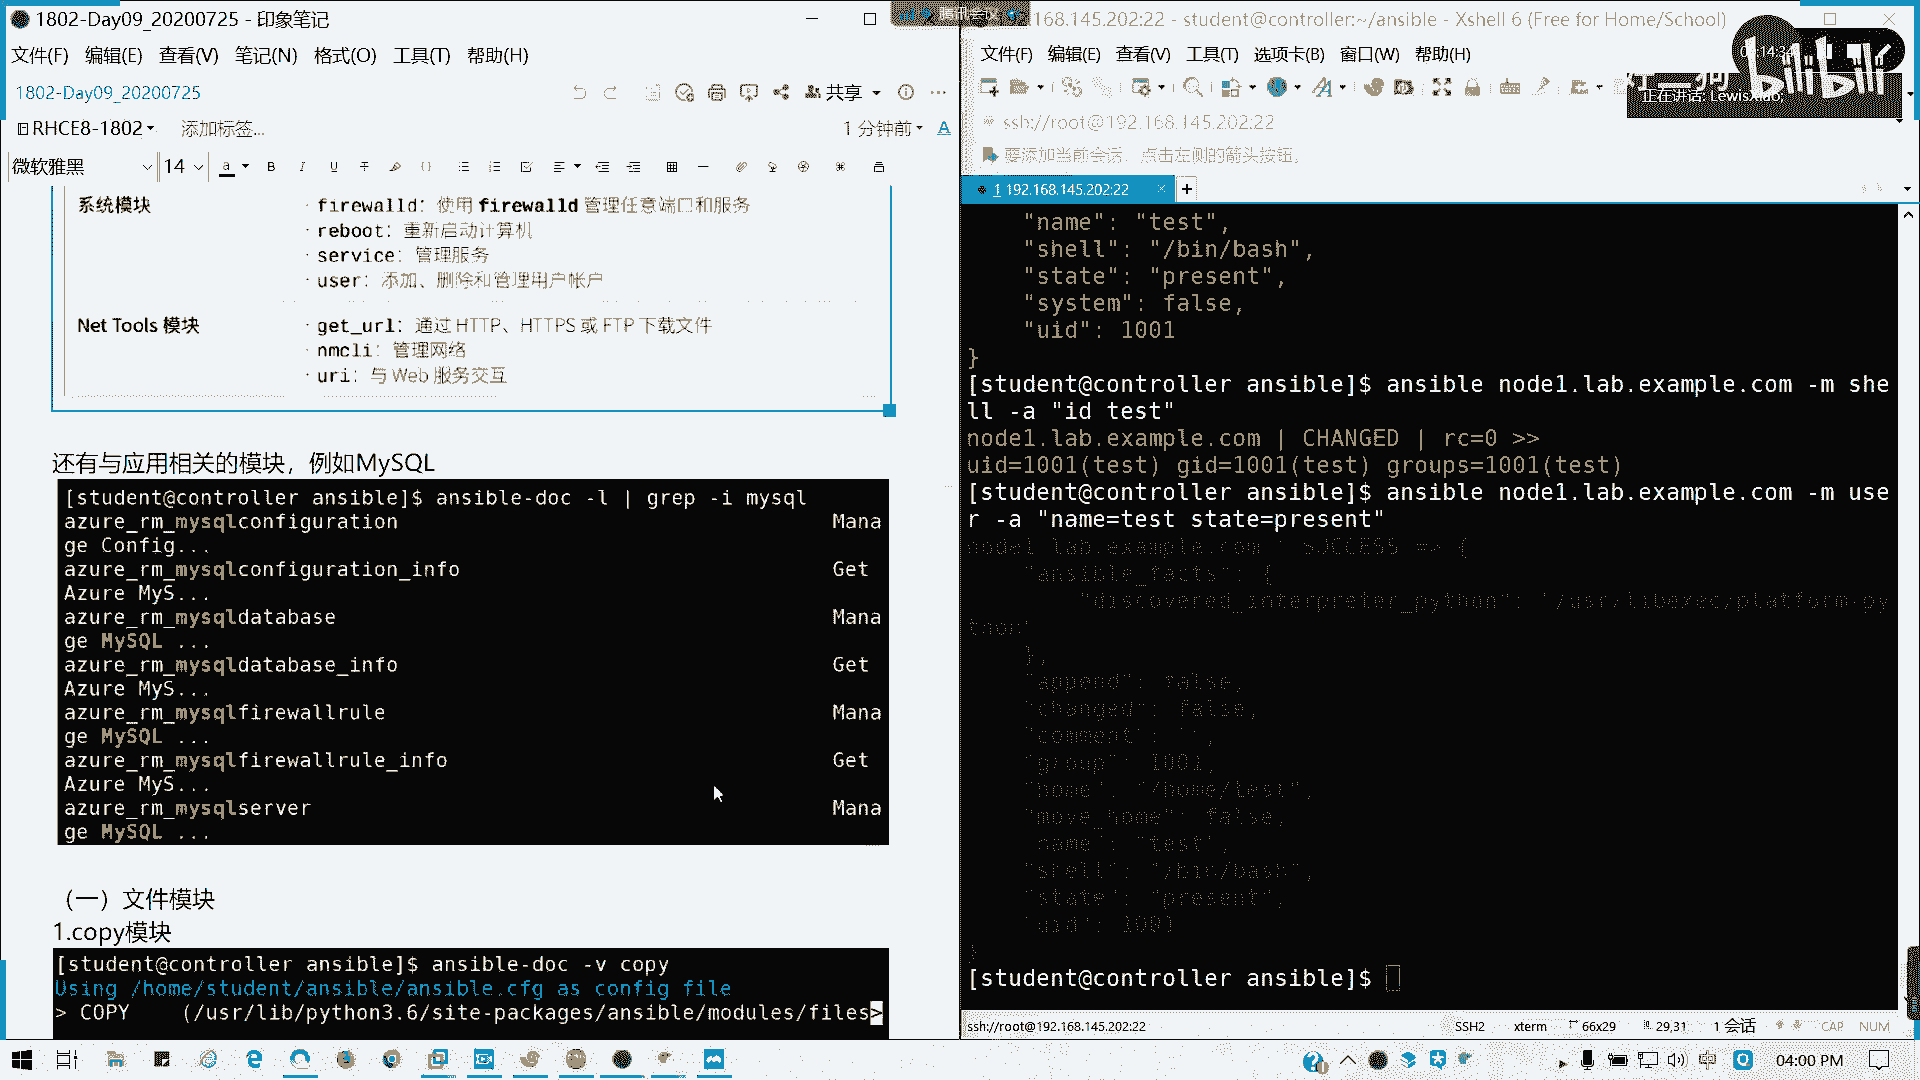 1802-Day09_20200725 - 印象笔记
文件(F) 编辑(E) 查看(V) 笔记(N) 格式(O) 工具(T) 帮助(H)
1802-Day09_20200725
共享
RHCE8-1802
添加标签...
1 分钟前
微软雅黑 14
系统模块
· firewalld: 使用 firewalld 管理任意端口和服务
· reboot: 重新启动计算机
· service: 管理服务
· user: 添加、删除和管理用户帐户
Net Tools 模块
· get_url: 通过 HTTP、HTTPS 或 FTP 下载文件
· nmcli: 管理网络
· uri: 与 Web 服务交互
还有与应用相关的模块，例如MySQL
[student@controller ansible]$ ansible-doc -l | grep -i mysql
azure_rm_mysqlconfiguration Mana
ge Config...
azure_rm_mysqlconfiguration_info Get
Azure MyS...
azure_rm_mysqldatabase Mana
ge MySQL ...
azure_rm_mysqldatabase_info Get
Azure MyS...
azure_rm_mysqlfirewallrule Mana
ge MySQL ...
azure_rm_mysqlfirewallrule_info Get
Azure MyS...
azure_rm_mysqlserver Mana
ge MySQL ...
（一）文件模块
1.copy模块
[student@controller ansible]$ ansible-doc -v copy
Using /home/student/ansible/ansible.cfg as config file
> COPY (/usr/lib/python3.6/site-packages/ansible/modules/files>
腾讯会议
168.145.202:22 - student@controller:~/ansible - Xshell 6 (Free for Home/School)
文件(F) 编辑(E) 查看(V) 工具(T) 选项卡(B) 窗口(W) 帮助(H)
bilibili
正在讲话: Lewis
ssh://root@192.168.145.202:22
要添加当前会话，点击左侧的箭头按钮。
1 192.168.145.202:22
"name": "test",
"shell": "/bin/bash",
"state": "present",
"system": false,
"uid": 1001
}
[student@controller ansible]$ ansible node1.lab.example.com -m she
ll -a "id test"
node1.lab.example.com | CHANGED | rc=0 >>
uid=1001(test) gid=1001(test) groups=1001(test)
[student@controller ansible]$ ansible node1.lab.example.com -m use
r -a "name=test state=present"
node1.lab.example.com | SUCCESS => {
"ansible_facts": {
"discovered_interpreter_python": "/usr/libexec/platform-py
thon"
},
"append": false,
"changed": false,
"comment": "",
"group": 1001,
"home": "/home/test",
"move_home": false,
"name": "test",
"shell": "/bin/bash",
"state": "present",
"uid": 1001
}
[student@controller ansible]$
ssh://root@192.168.145.202:22 SSH2 xterm 66x29 29,31 1 会话 CAP NUM
中
04:00 PM